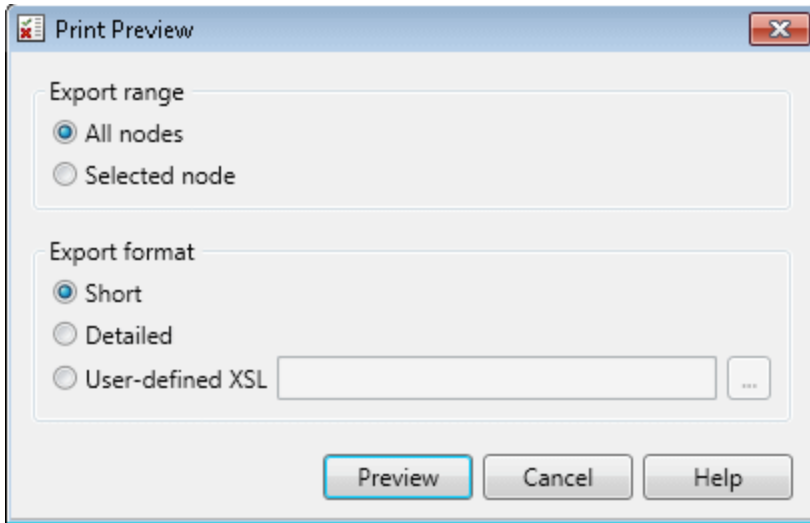 Print Preview
Export range
All nodes
Selected node
Export format
Short
Detailed
User-defined XSL ...
Preview Cancel Help